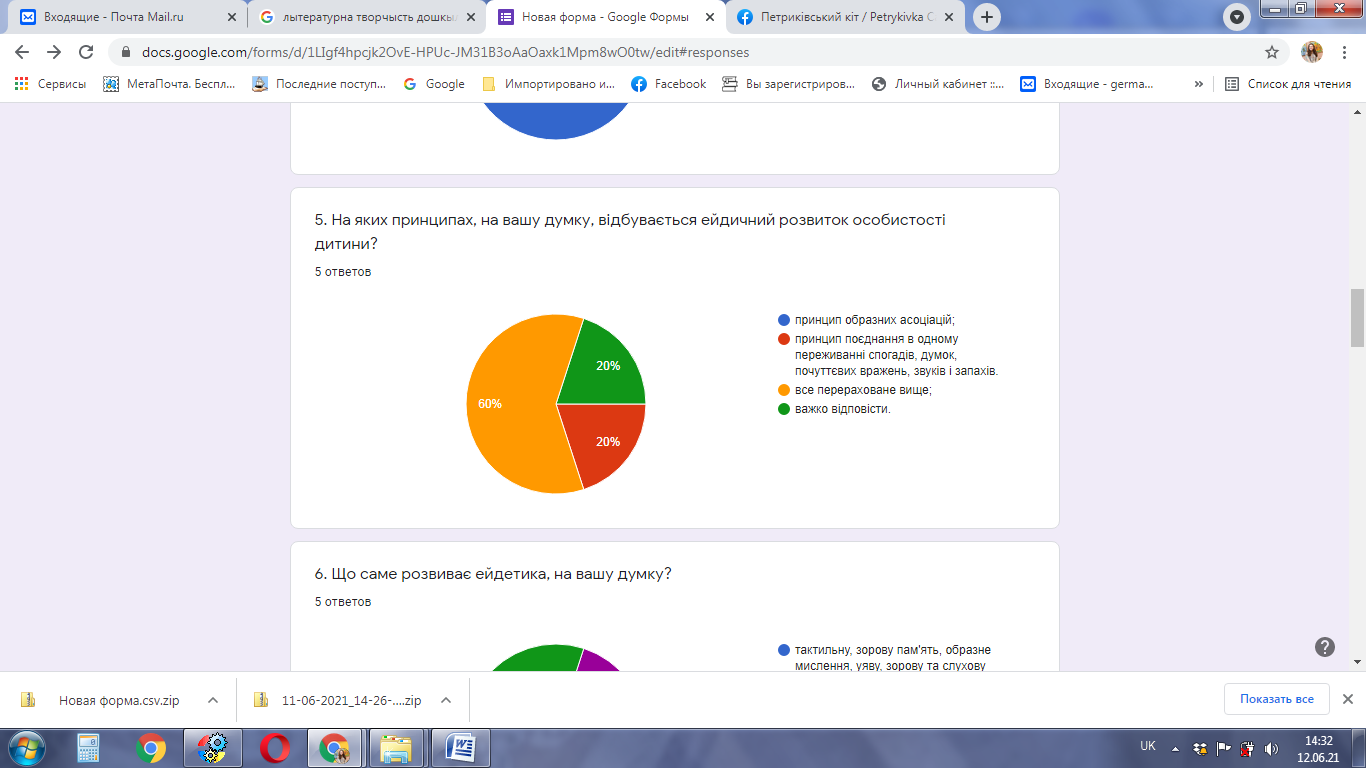 Входящие - Почта Mail.ru
лытературна творчысть дошкы
Новая форма - Google Формы
Петриківський кіт / Petrykivka C
docs.google.com/forms/d/1LIgf4hpcjk2OvE-HPUc-JM31B3oAaOaxk1Mpm8wO0tw/edit#responses
Сервисы
МетаПочта. Беспл...
Последние поступ...
Google
Импортировано и...
Facebook
Вы зарегистриров...
Личный кабинет ::...
Входящие - germa...
»
Список для чтения
5. На яких принципах, на вашу думку, відбувається ейдичний розвиток особистості
дитини?
5 ответов
20%
60%
20%
принцип образних асоціацій;
принцип поєднання в одному
переживанні спогадів, думок,
почуттєвих вражень, звуків і запахів.
все перераховане вище;
важко відповісти.
6. Що саме розвиває ейдетика, на вашу думку?
5 ответов
тактильну, зорову пам'ять, образне
мислення, уяву, зорову та слухову
Новая форма.csv.zip
11-06-2021_14-26-....zip
Показать все
UK
14:32
12.06.21